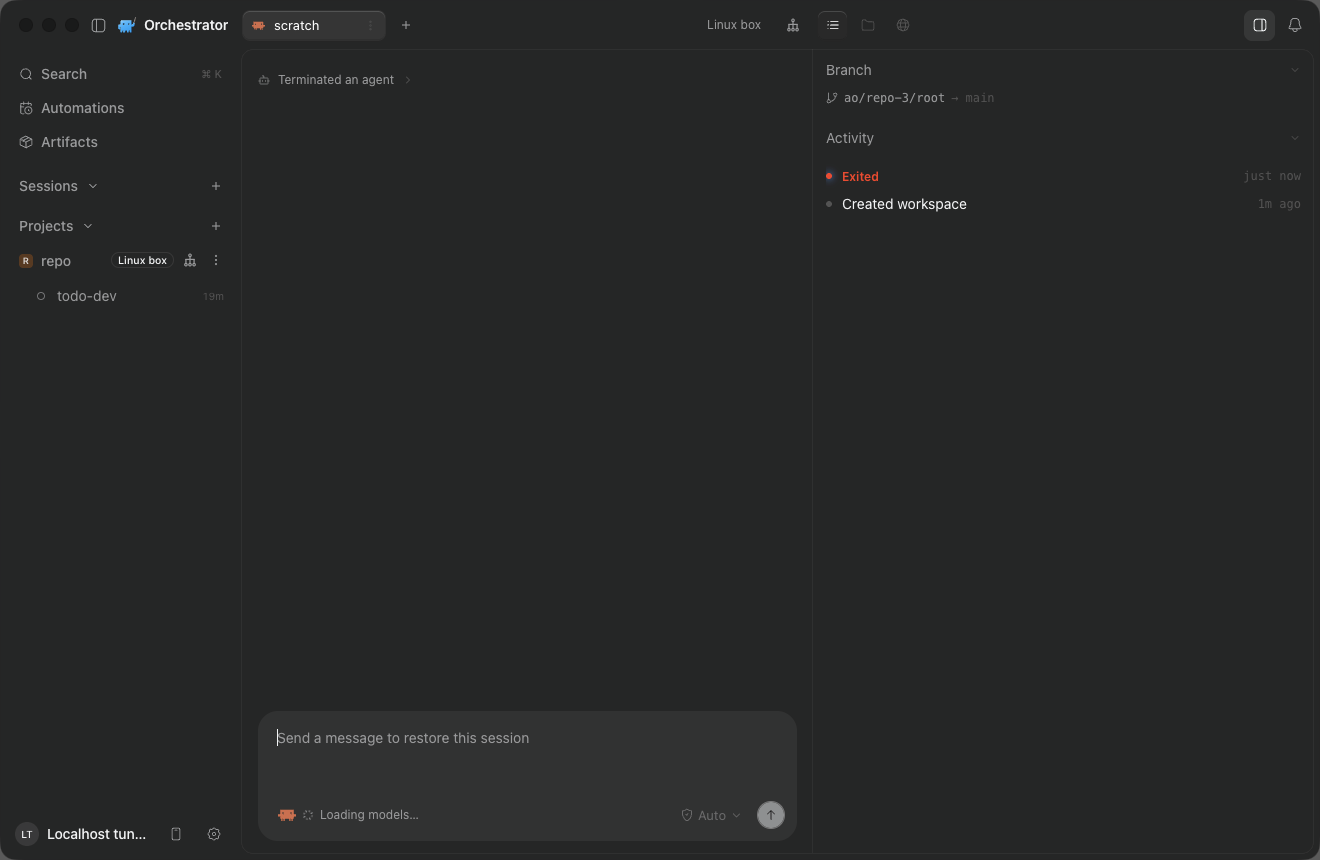 Orchestrator
scratch
Linux box
Search
⌘ K
Automations
Artifacts
Sessions
Projects
R
repo
Linux box
todo-dev
19m
LT
Localhost tun...
Terminated an agent
Send a message to restore this session
Loading models...
Auto
Branch
ao/repo-3/root → main
Activity
Exited
just now
Created workspace
1m ago